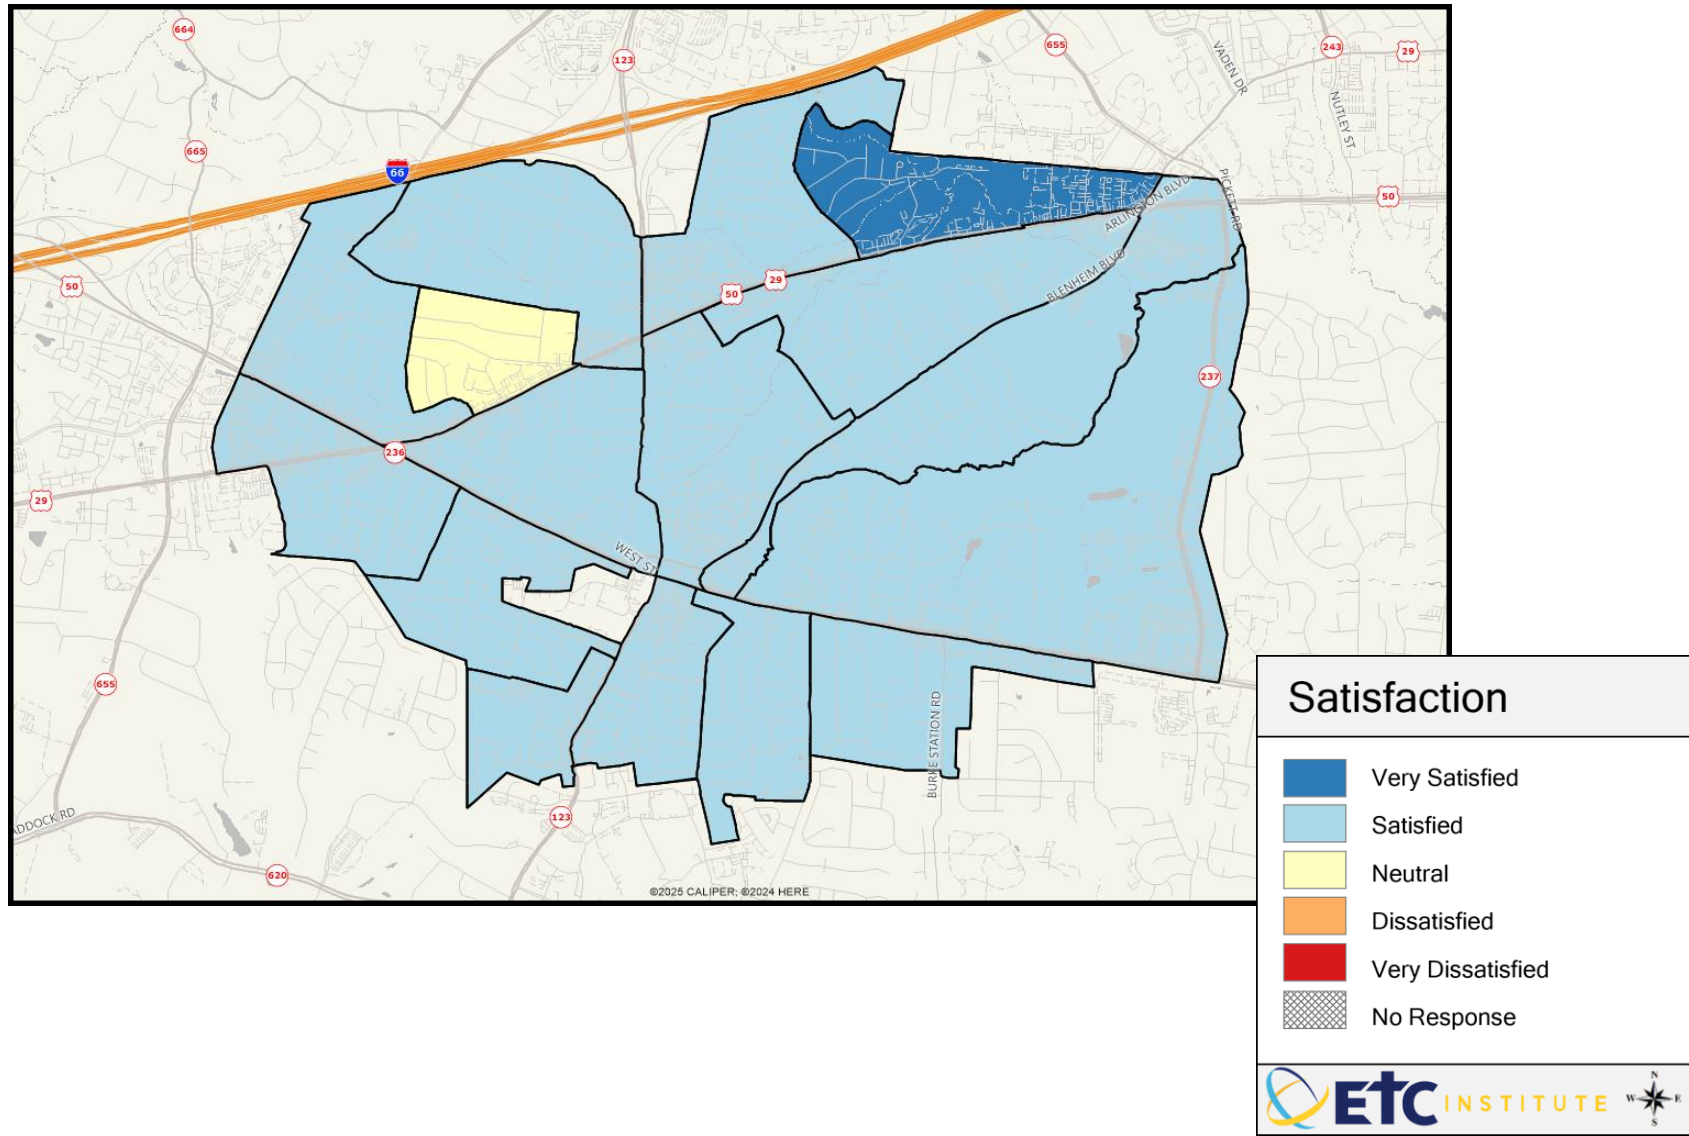 664
123
655
VADEN DR
243
29
NUTLEY ST
665
66
PICKETT RD
50
ARLINGTON BLVD
50
BLENHEIM BLVD
50
29
237
236
29
WEST ST
655
BURKE STATION RD
123
ADDOCK RD
620
©2025 CALIPER; ©2024 HERE
Satisfaction
Very Satisfied
Satisfied
Neutral
Dissatisfied
Very Dissatisfied
No Response
ETC INSTITUTE
N
W E
S